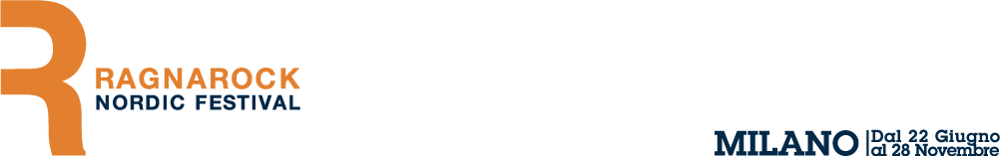 R
RAGNAROCK
NORDIC FESTIVAL
MILANO
Dal 22 Giugno
al 28 Novembre